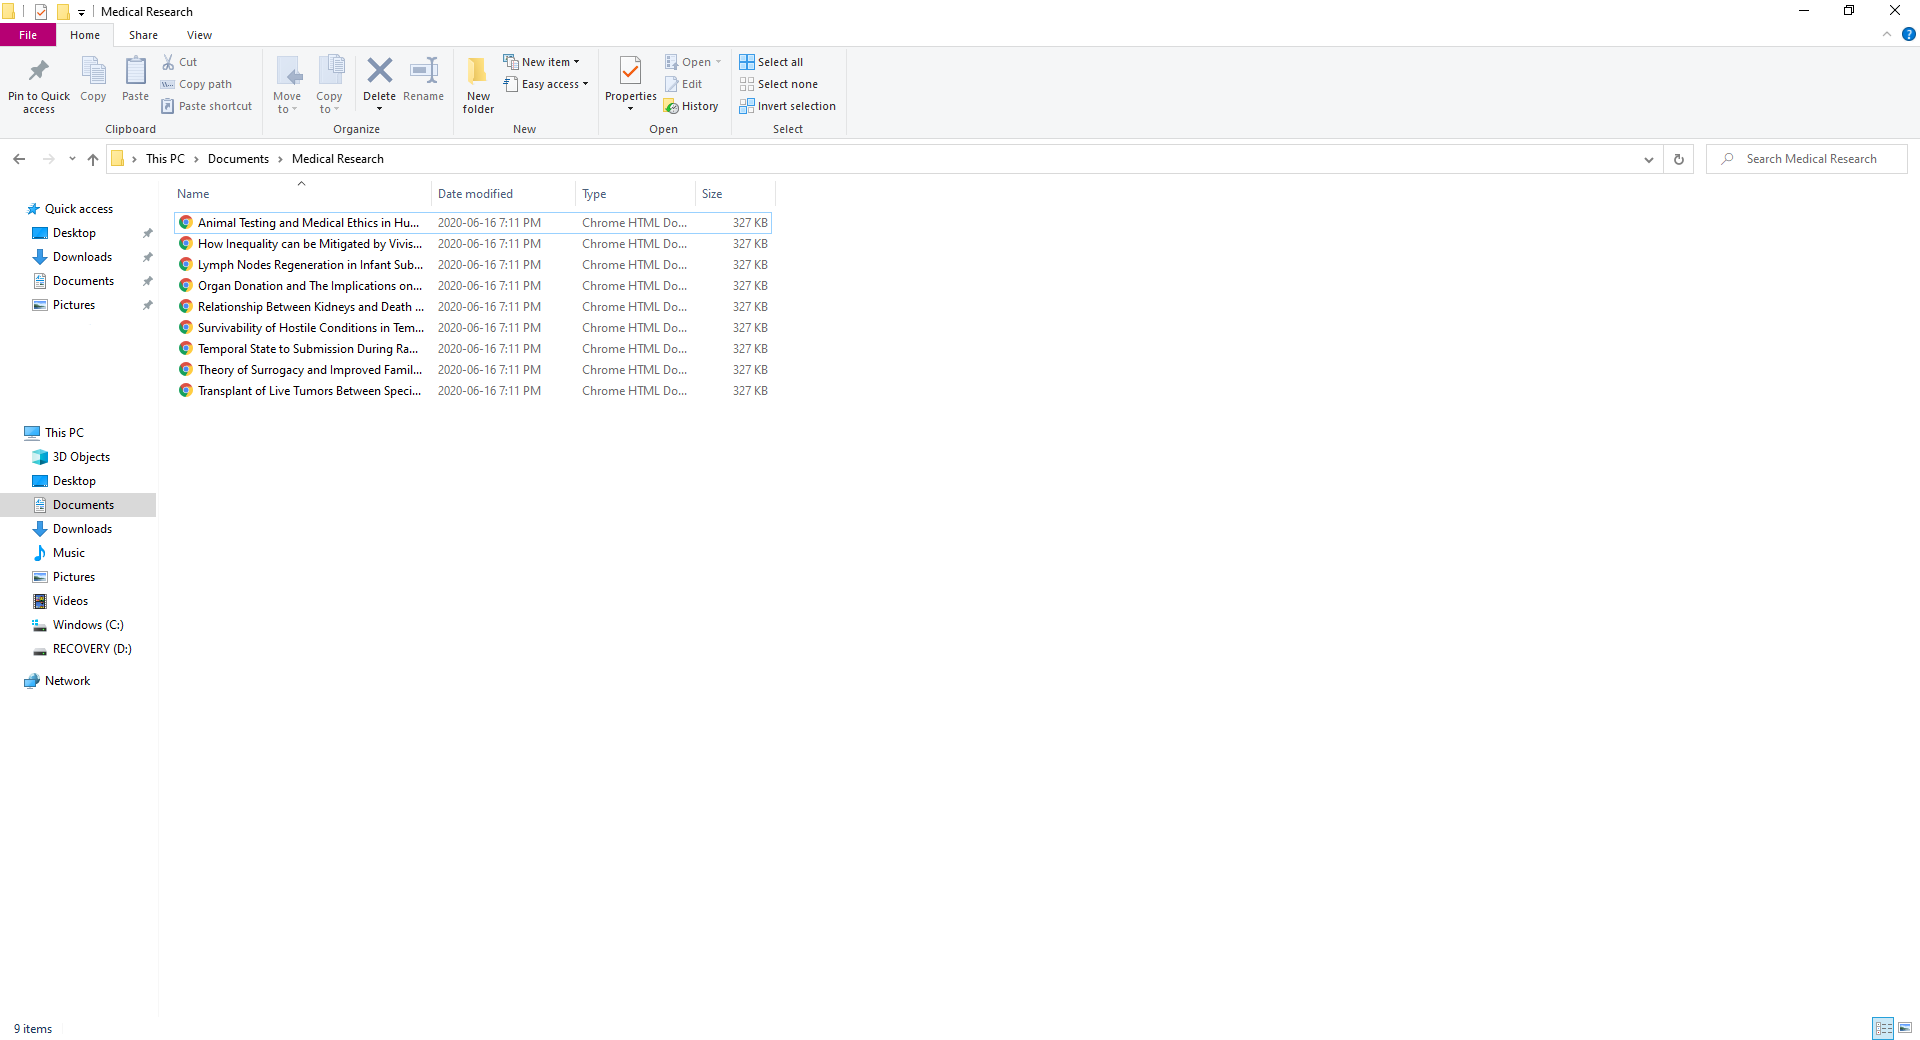 Medical Research
File Home Share View
Pin to Quick access
Copy
Paste
Cut
Copy path
Paste shortcut
Clipboard
Move to
Copy to
Delete
Rename
Organize
New folder
New item
Easy access
New
Properties
Open
Edit
History
Open
Select all
Select none
Invert selection
Select
This PC > Documents > Medical Research
Search Medical Research
Name Date modified Type Size
Animal Testing and Medical Ethics in Hu... 2020-06-16 7:11 PM Chrome HTML Do... 327 KB
How Inequality can be Mitigated by Vivis... 2020-06-16 7:11 PM Chrome HTML Do... 327 KB
Lymph Nodes Regeneration in Infant Sub... 2020-06-16 7:11 PM Chrome HTML Do... 327 KB
Organ Donation and The Implications on... 2020-06-16 7:11 PM Chrome HTML Do... 327 KB
Relationship Between Kidneys and Death ... 2020-06-16 7:11 PM Chrome HTML Do... 327 KB
Survivability of Hostile Conditions in Tem... 2020-06-16 7:11 PM Chrome HTML Do... 327 KB
Temporal State to Submission During Ra... 2020-06-16 7:11 PM Chrome HTML Do... 327 KB
Theory of Surrogacy and Improved Famil... 2020-06-16 7:11 PM Chrome HTML Do... 327 KB
Transplant of Live Tumors Between Speci... 2020-06-16 7:11 PM Chrome HTML Do... 327 KB
Quick access
Desktop
Downloads
Documents
Pictures
This PC
3D Objects
Desktop
Documents
Downloads
Music
Pictures
Videos
Windows (C:)
RECOVERY (D:)
Network
9 items